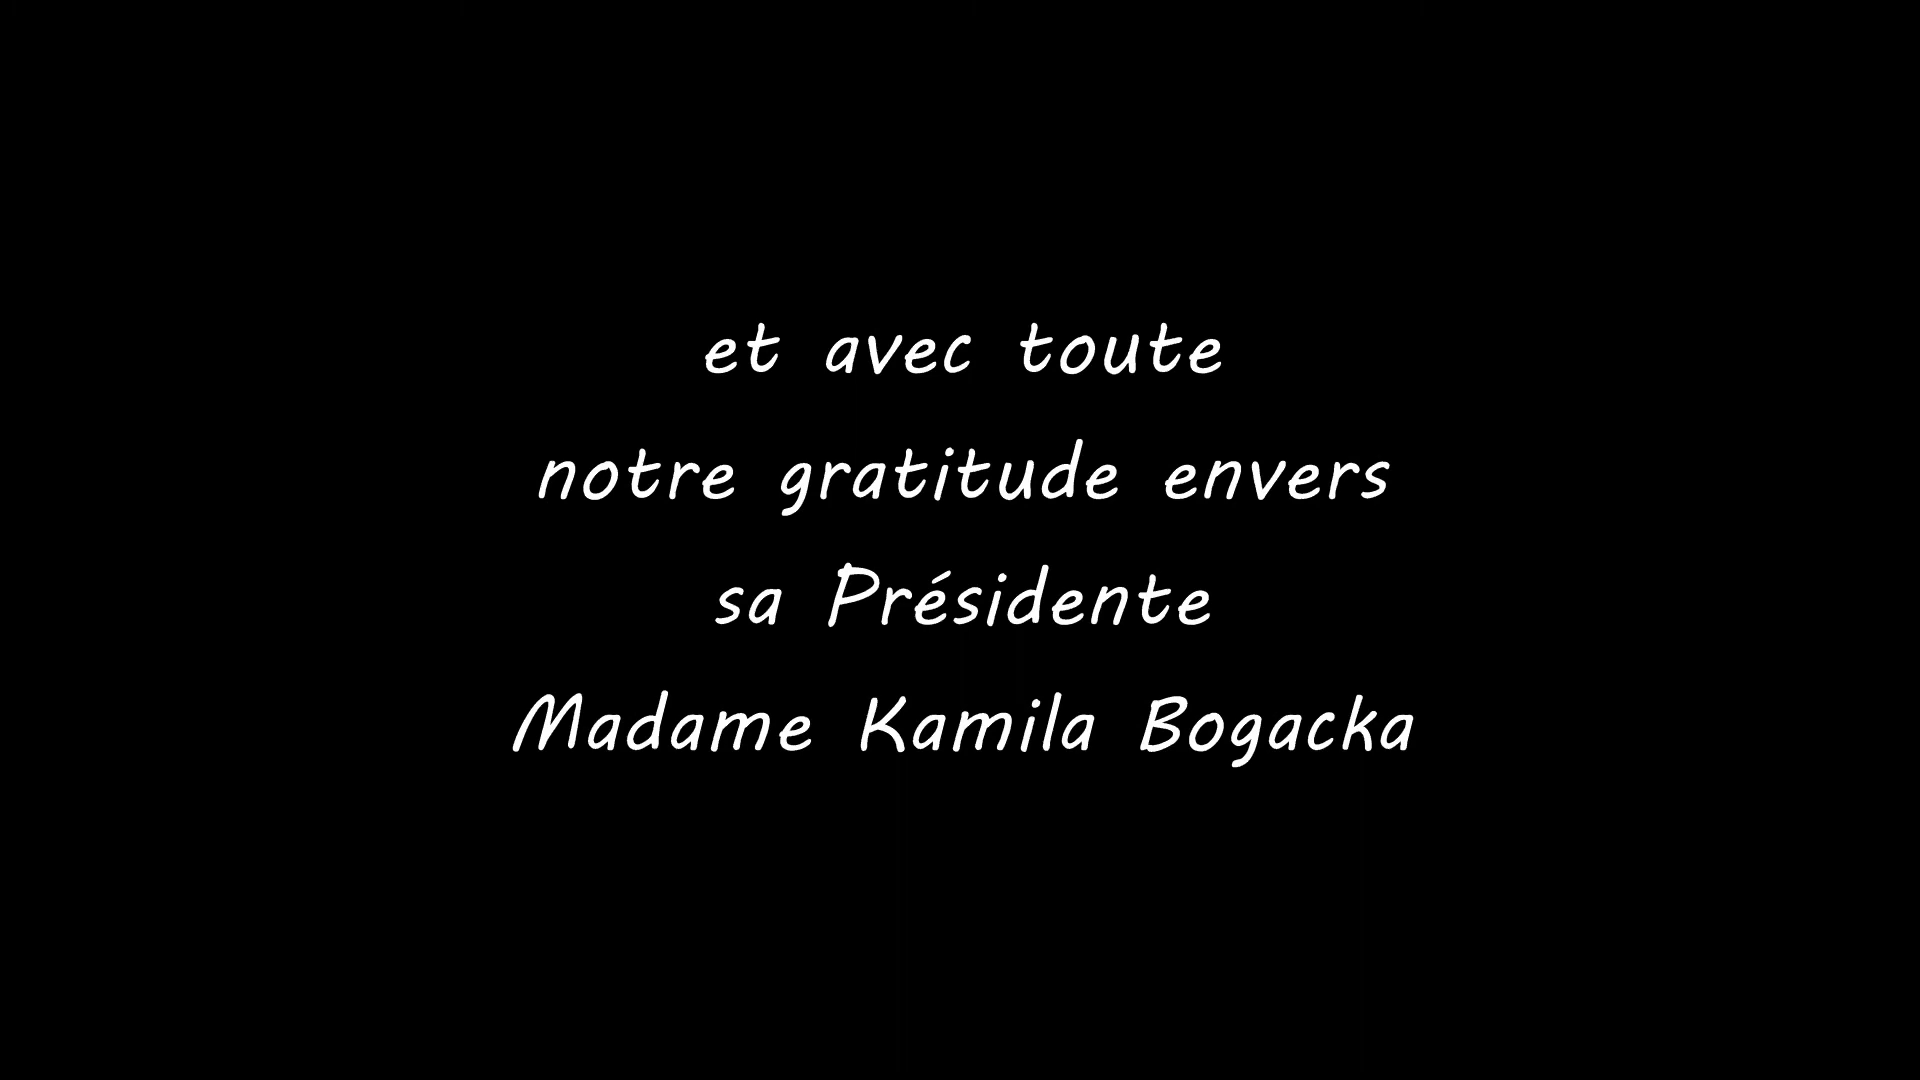 et avec toute
notre gratitude envers
sa Présidente
Madame Kamila Bogacka